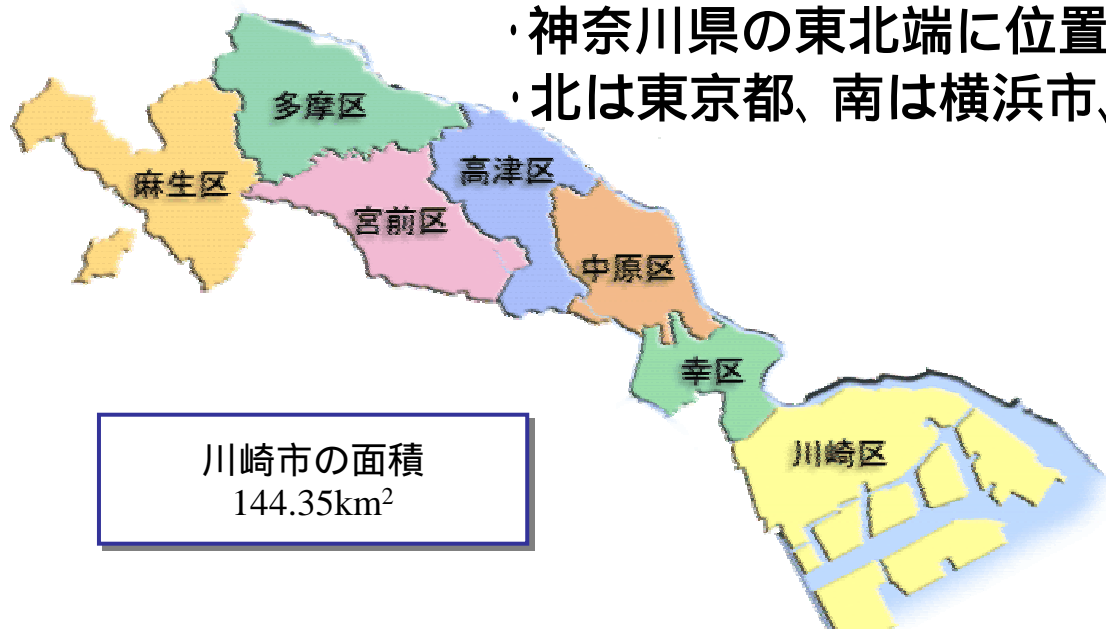 ・神奈川県の東北端に位置
・北は東京都、南は横浜市、
多摩区
麻生区
高津区
宮前区
中原区
幸区
川崎区
川崎市の面積
144.35km²